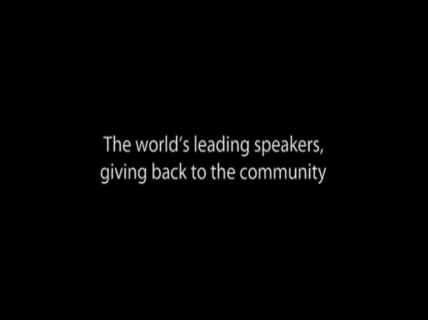 The world's leading speakers,
giving back to the community